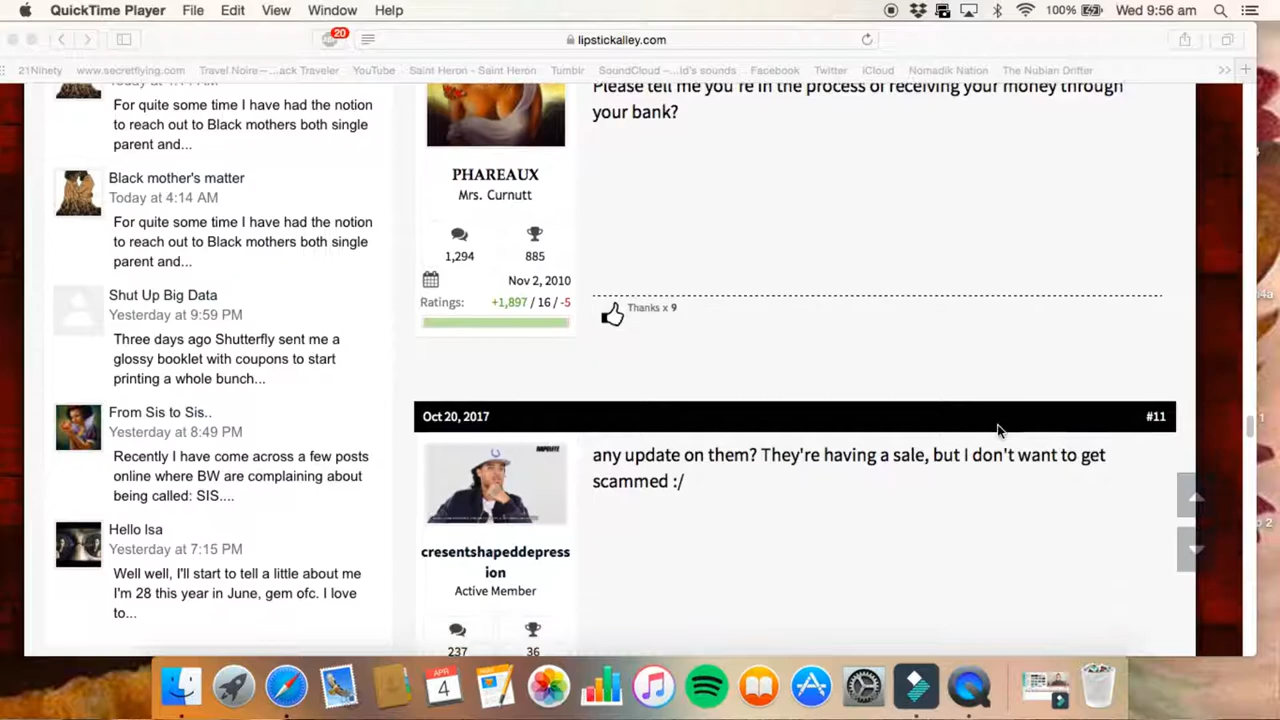 QuickTime Player File Edit View Window Help 100% Wed 9:56 am
20
lipstickalley.com
21Ninety www.secretflying.com Travel Noire—...ack Traveler YouTube Saint Heron - Saint Heron Tumblr SoundCloud –...ld's sounds Facebook Twitter iCloud Nomadik Nation The Nubian Drifter
For quite some time I have had the notion
to reach out to Black mothers both single
parent and...
Black mother's matter
Today at 4:14 AM
For quite some time I have had the notion
to reach out to Black mothers both single
parent and...
Shut Up Big Data
Yesterday at 9:59 PM
Three days ago Shutterfly sent me a
glossy booklet with coupons to start
printing a whole bunch...
From Sis to Sis..
Yesterday at 8:49 PM
Recently I have come across a few posts
online where BW are complaining about
being called: SIS....
Hello Isa
Yesterday at 7:15 PM
Well well, I'll start to tell a little about me
I'm 28 this year in June, gem ofc. I love
to...
Please tell me you're in the process of receiving your money through
your bank?
PHAREAUX
Mrs. Curnutt
1,294 885
Nov 2, 2010
Ratings: +1,897 / 16 / -5
Thanks x 9
Oct 20, 2017 #11
any update on them? They're having a sale, but I don't want to get
scammed :/
cresentshapeddepress
ion
Active Member
237 36
APR
4